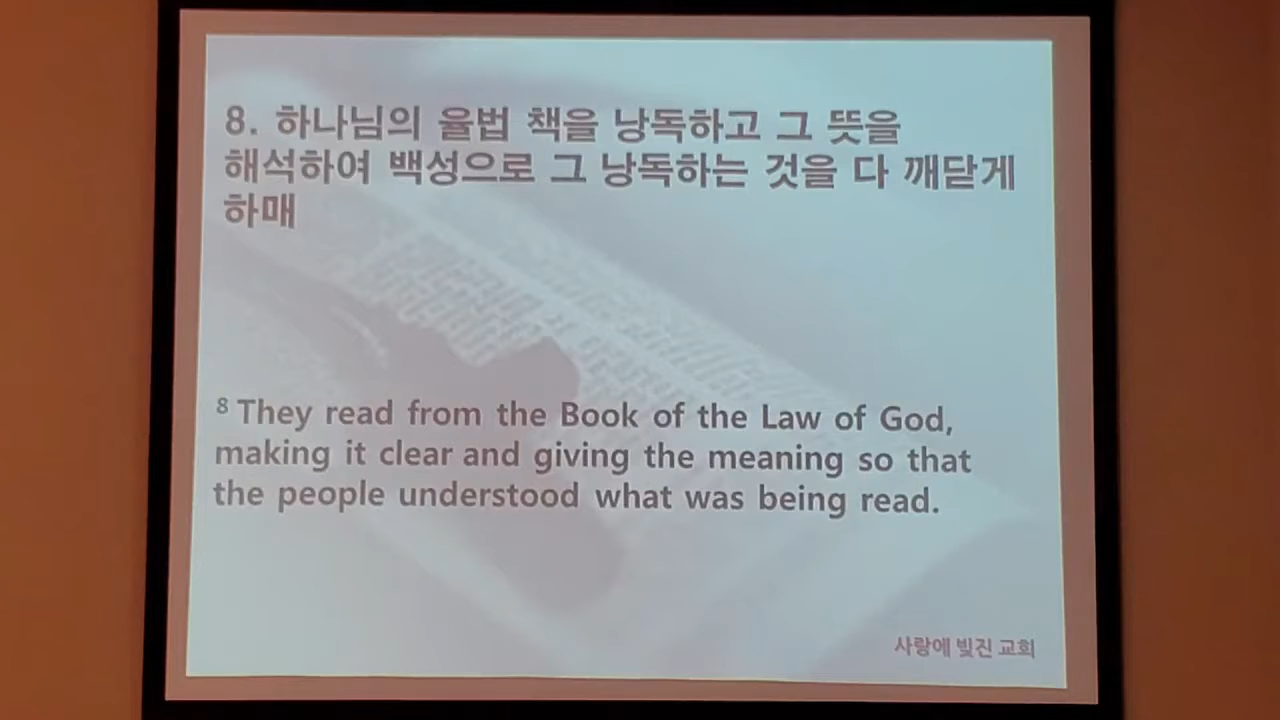 8. 하나님의 율법 책을 낭독하고 그 뜻을
해석하여 백성으로 그 낭독하는 것을 다 깨닫게
하매
8 They read from the Book of the Law of God,
making it clear and giving the meaning so that
the people understood what was being read.
사랑에 빚진 교회